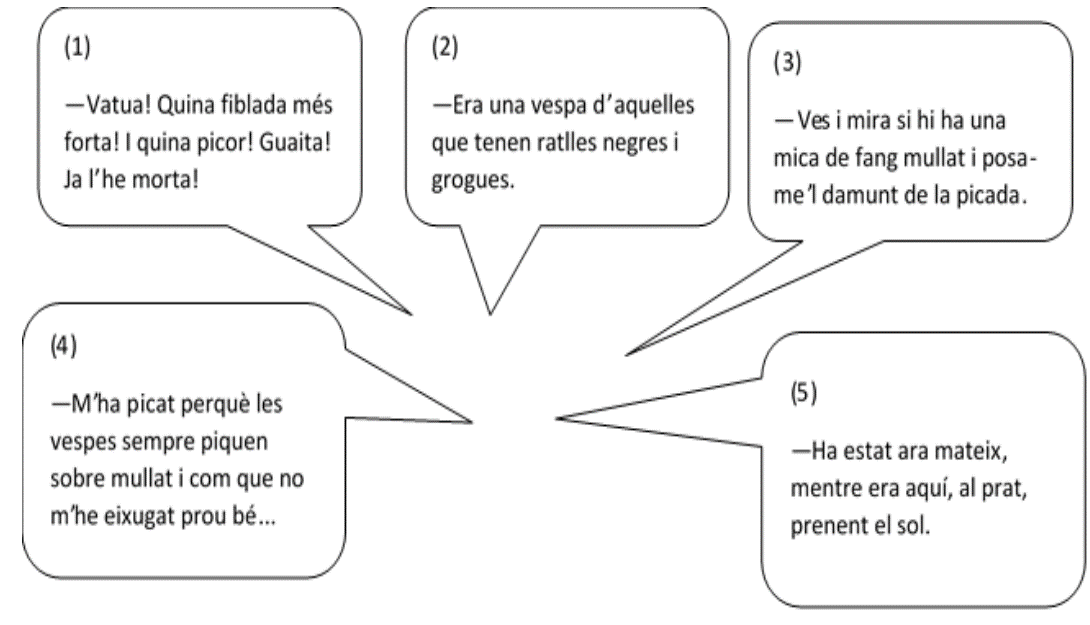 (1)
—Vatua! Quina fiblada més
forta! I quina picor! Guaita!
Ja l’he morta!
(2)
—Era una vespa d’aquelles
que tenen ratlles negres i
grogues.
(3)
— Ves i mira si hi ha una
mica de fang mullat i posa-
me’l damunt de la picada.
(4)
—M’ha picat perquè les
vespes sempre piquen
sobre mullat i com que no
m’he eixugat prou bé...
(5)
—Ha estat ara mateix,
mentre era aquí, al prat,
prenent el sol.